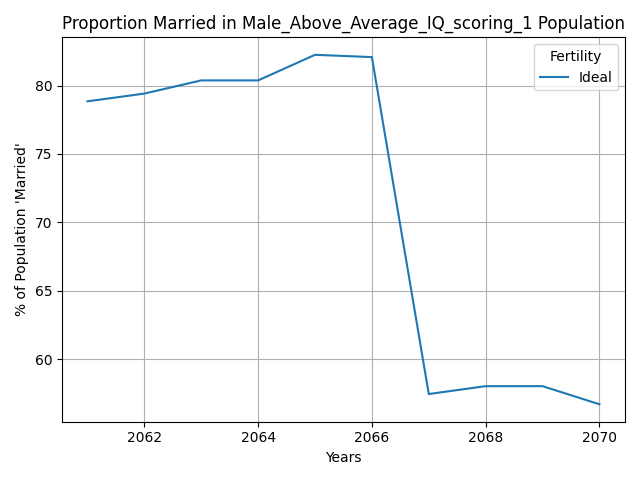 Proportion Married in Male_Above_Average_IQ_scoring_1 Population
Fertility
Ideal
% of Population 'Married'
80
75
70
65
60
2062
2064
2066
2068
2070
Years